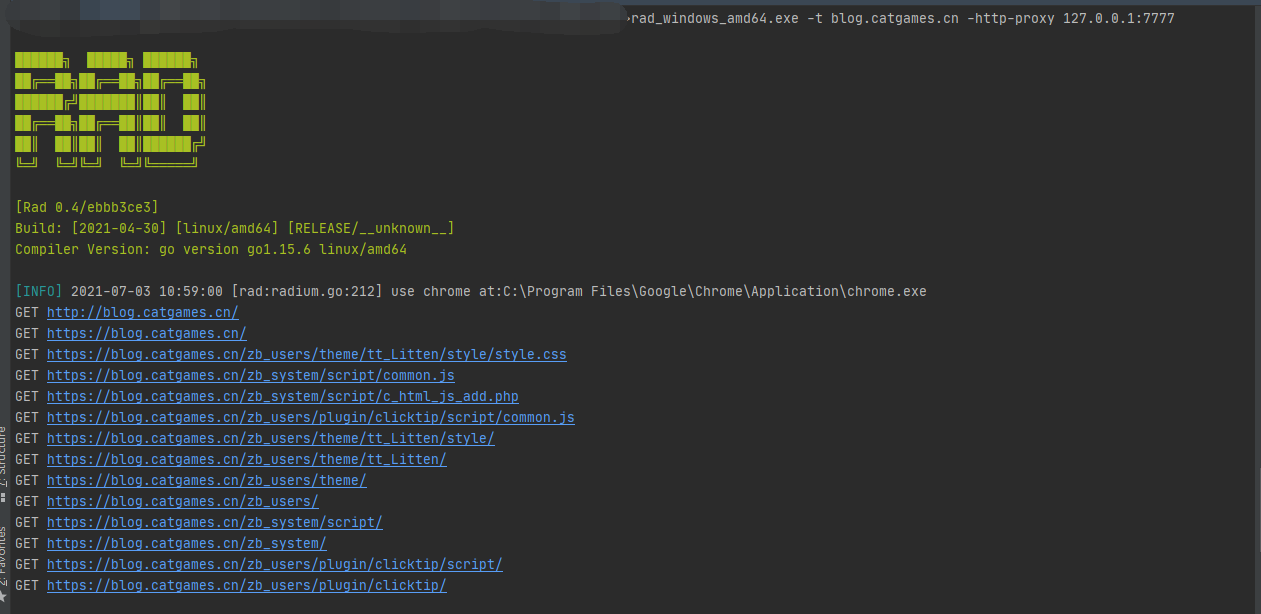 rad_windows_amd64.exe -t blog.catgames.cn -http-proxy 127.0.0.1:7777
RAD
[Rad 0.4/ebbb3ce3]
Build: [2021-04-30] [linux/amd64] [RELEASE/__unknown__]
Compiler Version: go version go1.15.6 linux/amd64
[INFO] 2021-07-03 10:59:00 [rad:radium.go:212] use chrome at:C:\Program Files\Google\Chrome\Application\chrome.exe
GET http://blog.catgames.cn/
GET https://blog.catgames.cn/
GET https://blog.catgames.cn/zb_users/theme/tt_Litten/style/style.css
GET https://blog.catgames.cn/zb_system/script/common.js
GET https://blog.catgames.cn/zb_system/script/c_html_js_add.php
GET https://blog.catgames.cn/zb_users/plugin/clicktip/script/common.js
GET https://blog.catgames.cn/zb_users/theme/tt_Litten/style/
GET https://blog.catgames.cn/zb_users/theme/tt_Litten/
GET https://blog.catgames.cn/zb_users/theme/
GET https://blog.catgames.cn/zb_users/
GET https://blog.catgames.cn/zb_system/script/
GET https://blog.catgames.cn/zb_system/
GET https://blog.catgames.cn/zb_users/plugin/clicktip/script/
GET https://blog.catgames.cn/zb_users/plugin/clicktip/
Structure
2: Favorites